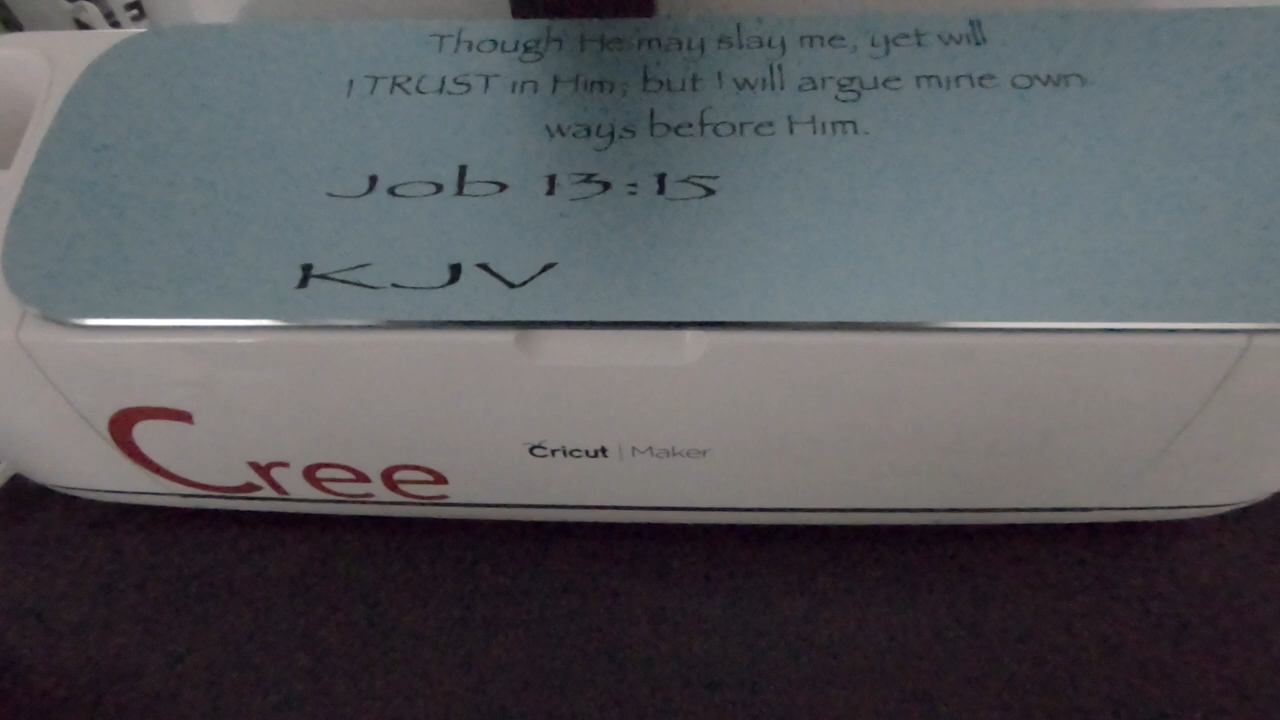 Though He may slay me, yet will
I TRUST in Him; but I will argue mine own
ways before Him.
Job 13:15
KJV
Cree
Cricut | Maker